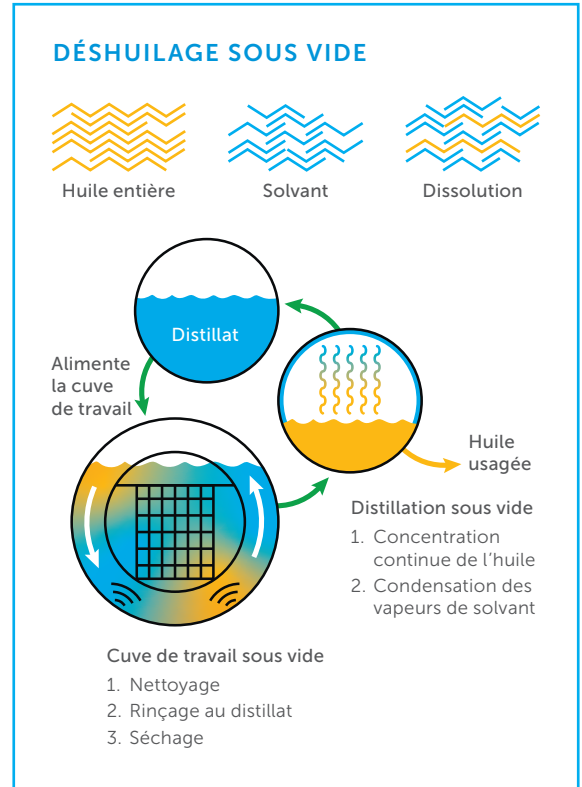 DÉSHUILAGE SOUS VIDE
Huile entière
Solvant
Dissolution
Distillat
Alimente
la cuve
de travail
Huile
usagée
Distillation sous vide
1. Concentration
continue de l’huile
2. Condensation des
vapeurs de solvant
Cuve de travail sous vide
1. Nettoyage
2. Rinçage au distillat
3. Séchage